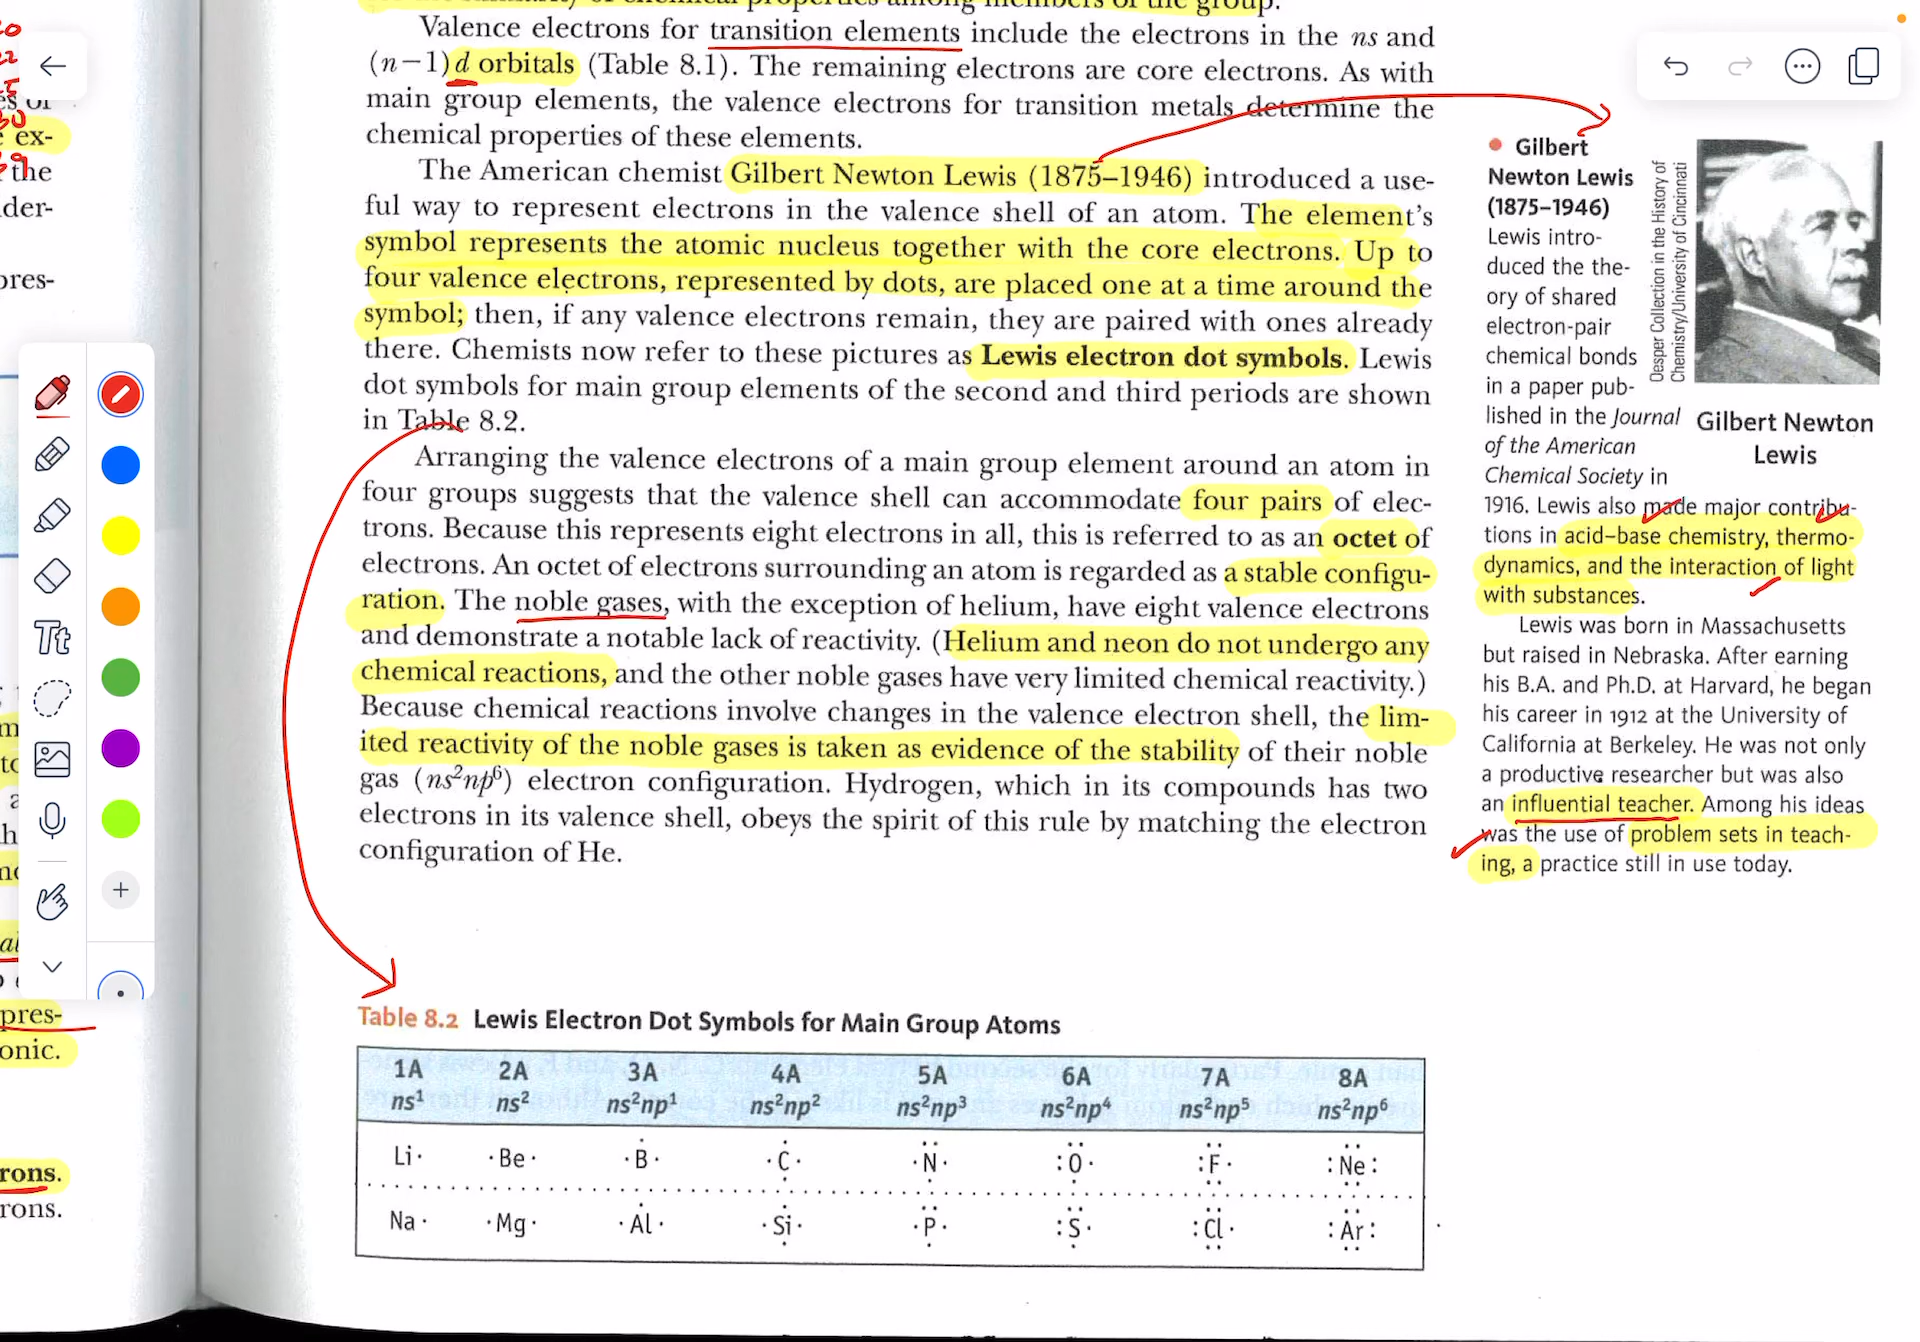 Valence electrons for transition elements include the electrons in the ns and
(n−1)d orbitals (Table 8.1). The remaining electrons are core electrons. As with
main group elements, the valence electrons for transition metals determine the
chemical properties of these elements.
The American chemist Gilbert Newton Lewis (1875–1946) introduced a use-
ful way to represent electrons in the valence shell of an atom. The element's
symbol represents the atomic nucleus together with the core electrons. Up to
four valence electrons, represented by dots, are placed one at a time around the
symbol; then, if any valence electrons remain, they are paired with ones already
there. Chemists now refer to these pictures as Lewis electron dot symbols. Lewis
dot symbols for main group elements of the second and third periods are shown
in Table 8.2.
Arranging the valence electrons of a main group element around an atom in
four groups suggests that the valence shell can accommodate four pairs of elec-
trons. Because this represents eight electrons in all, this is referred to as an octet of
electrons. An octet of electrons surrounding an atom is regarded as a stable configu-
ration. The noble gases, with the exception of helium, have eight valence electrons
and demonstrate a notable lack of reactivity. (Helium and neon do not undergo any
chemical reactions, and the other noble gases have very limited chemical reactivity.)
Because chemical reactions involve changes in the valence electron shell, the lim-
ited reactivity of the noble gases is taken as evidence of the stability of their noble
gas (ns²np⁶) electron configuration. Hydrogen, which in its compounds has two
electrons in its valence shell, obeys the spirit of this rule by matching the electron
configuration of He.
• Gilbert
Newton Lewis
(1875–1946)
Lewis intro-
duced the the-
ory of shared
electron-pair
chemical bonds
in a paper pub-
lished in the Journal
of the American
Chemical Society in
1916. Lewis also made major contribu-
tions in acid–base chemistry, thermo-
dynamics, and the interaction of light
with substances.
Lewis was born in Massachusetts
but raised in Nebraska. After earning
his B.A. and Ph.D. at Harvard, he began
his career in 1912 at the University of
California at Berkeley. He was not only
a productive researcher but was also
an influential teacher. Among his ideas
was the use of problem sets in teach-
ing, a practice still in use today.
Oesper Collection in the History of
Chemistry/University of Cincinnati
Gilbert Newton
Lewis
Table 8.2 Lewis Electron Dot Symbols for Main Group Atoms
1A 2A 3A 4A 5A 6A 7A 8A
ns¹ ns² ns²np¹ ns²np² ns²np³ ns²np⁴ ns²np⁵ ns²np⁶
Li Be B C N O F Ne
Na Mg Al Si P S Cl Ar
ex-
the
der-
pres-
pres-
onic.
rons.
rons.
Tt